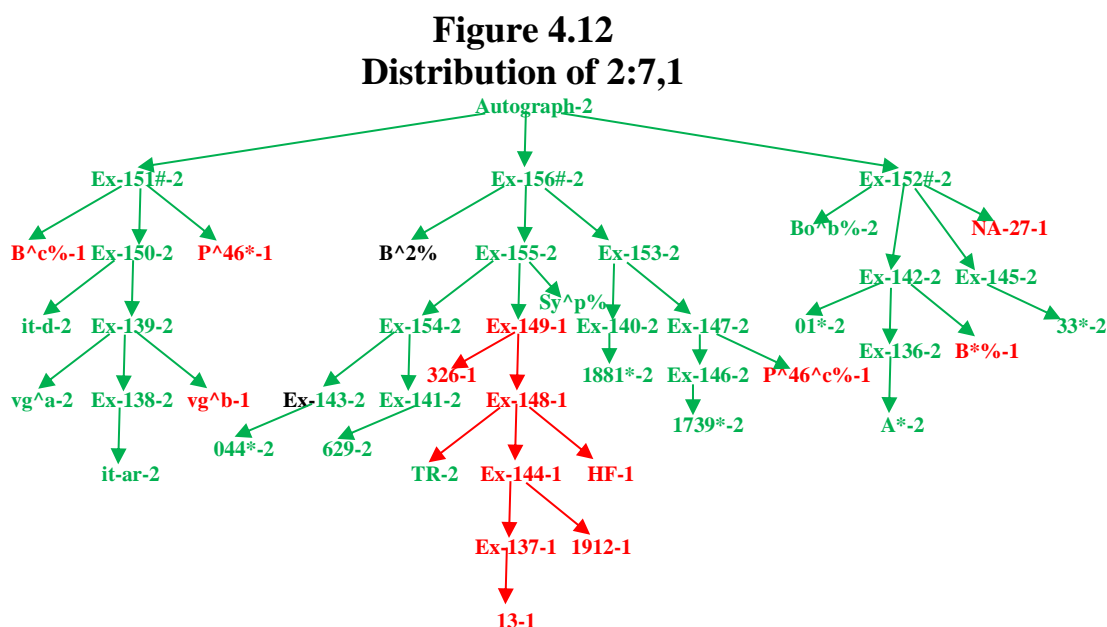 Figure 4.12
Distribution of 2:7,1
Autograph-2
Ex-151#-2 Ex-156#-2 Ex-152#-2
Bo^b%-2 NA-27-1
B^c%-1 Ex-150-2 P^46*-1 B^2% Ex-155-2 Ex-153-2
Ex-142-2 Ex-145-2
Sy^p%
it-d-2 Ex-139-2 Ex-154-2 Ex-149-1 Ex-140-2 Ex-147-2 01*-2 33*-2
Ex-136-2 B*%-1
326-1 1881*-2 Ex-146-2 P^46^c%-1
vg^a-2 Ex-138-2 vg^b-1 Ex-143-2 Ex-141-2 Ex-148-1
1739*-2 A*-2
044*-2 629-2
it-ar-2 TR-2 Ex-144-1 HF-1
Ex-137-1 1912-1
13-1